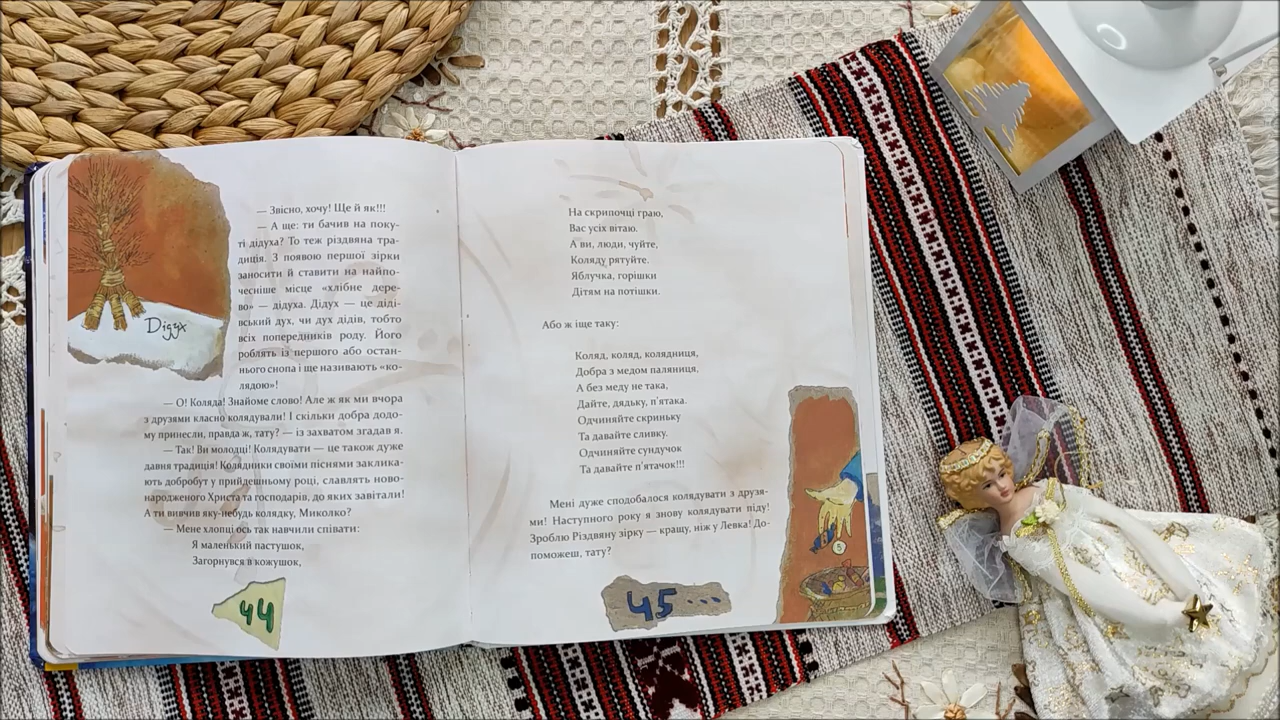 Дідух
— Звісно, хочу! Ще й як!!!
— А ще: ти бачив на поку-
ті дідуха? То теж різдвяна тра-
диція. З появою першої зірки
заносити й ставити на найпо-
чесніше місце «хлібне дере-
во» — дідуха. Дідух — це діді-
вський дух, чи дух дідів, тобто
всіх попередників роду. Його
роблять із першого або остан-
нього снопа і ще називають «ко-
лядою»!
— О! Коляда! Знайоме слово! Але ж як ми вчора
з друзями класно колядували! І скільки добра додо-
му принесли, правда ж, тату? — із захватом згадав я.
— Так! Ви молодці! Колядувати — це також дуже
давня традиція! Колядники своїми піснями заклика-
ють добробут у прийдешньому році, славлять ново-
народженого Христа та господарів, до яких завітали!
А ти вивчив яку-небудь колядку, Миколко?
— Мене хлопці ось так навчили співати:
Я маленький пастушок,
Загорнувся в кожушок,
44
На скрипочці граю,
Вас усіх вітаю.
А ви, люди, чуйте,
Коляду рятуйте.
Яблучка, горішки
Дітям на потішки.
Або ж іще таку:
Коляд, коляд, колядниця,
Добра з медом паляниця,
А без меду не така,
Дайте, дядьку, п'ятака.
Одчиняйте скриньку
Та давайте сливку.
Одчиняйте сундучок
Та давайте п'ятачок!!!
Мені дуже сподобалося колядувати з друзя-
ми! Наступного року я знову колядувати піду!
Зроблю Різдвяну зірку — кращу, ніж у Левка! До-
поможеш, тату?
5
45...